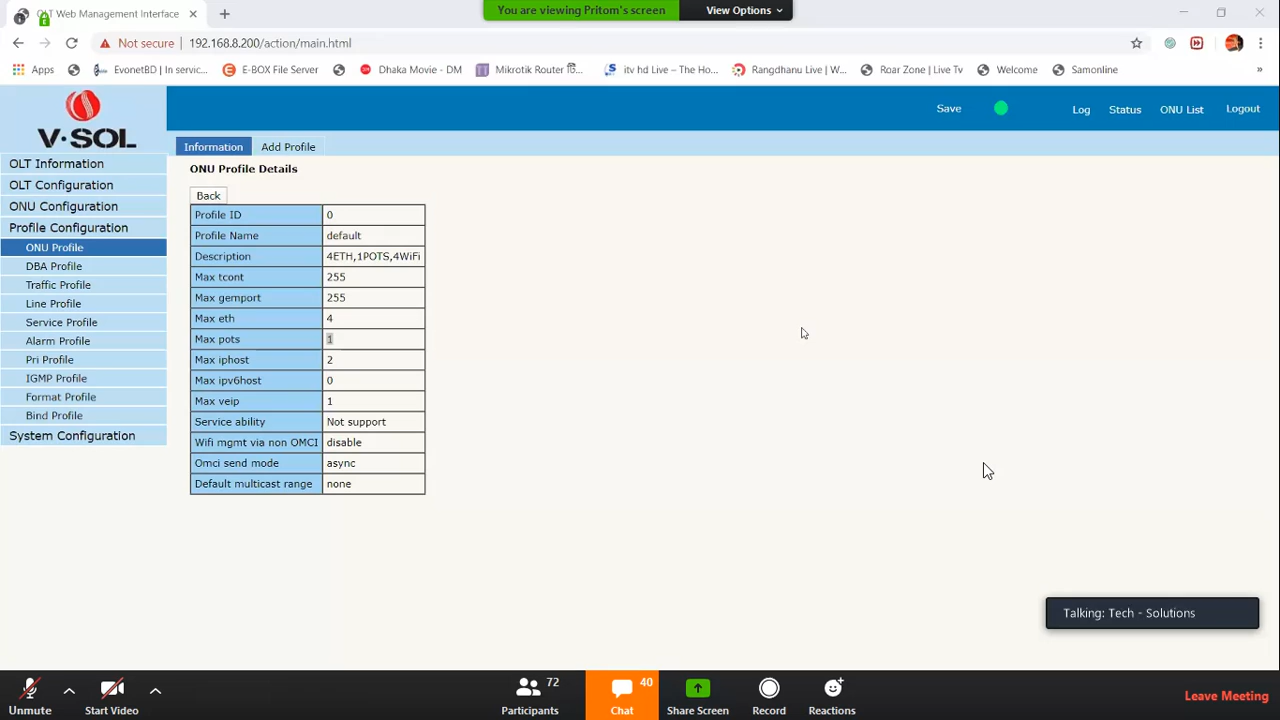 OLT Web Management Interface
You are viewing Pritom's screen
View Options
Not secure
192.168.8.200/action/main.html
Apps
EvonetBD | In servic...
E-BOX File Server
Dhaka Movie - DM
Mikrotik Router
itv hd Live – The Ho...
Rangdhanu Live | W...
Roar Zone | Live Tv
Welcome
Samonline
»
V·SOL
Save
Log
Status
ONU List
Logout
OLT Information
OLT Configuration
ONU Configuration
Profile Configuration
ONU Profile
DBA Profile
Traffic Profile
Line Profile
Service Profile
Alarm Profile
Pri Profile
IGMP Profile
Format Profile
Bind Profile
System Configuration
Information
Add Profile
ONU Profile Details
Back
Profile ID 0
Profile Name default
Description 4ETH,1POTS,4WiFi
Max tcont 255
Max gemport 255
Max eth 4
Max pots 1
Max iphost 2
Max ipv6host 0
Max veip 1
Service ability Not support
Wifi mgmt via non OMCI disable
Omci send mode async
Default multicast range none
Talking: Tech - Solutions
Unmute
Start Video
72
Participants
40
Chat
Share Screen
Record
Reactions
Leave Meeting